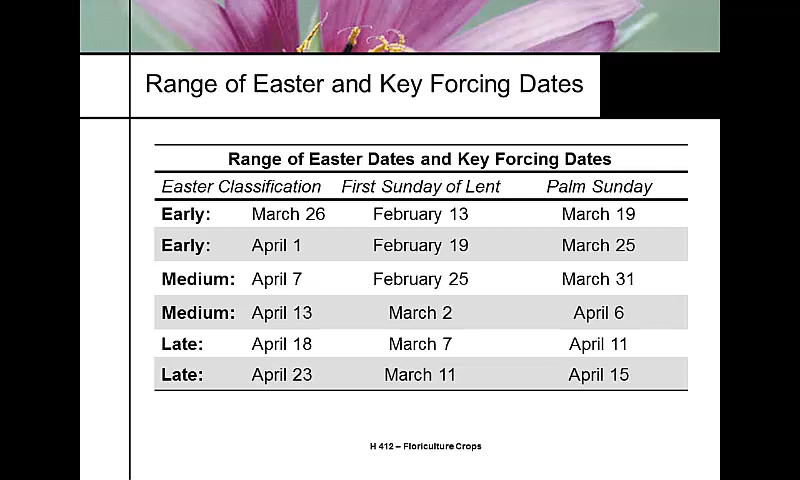 Range of Easter and Key Forcing Dates
Range of Easter Dates and Key Forcing Dates
Easter Classification First Sunday of Lent Palm Sunday
Early: March 26 February 13 March 19
Early: April 1 February 19 March 25
Medium: April 7 February 25 March 31
Medium: April 13 March 2 April 6
Late: April 18 March 7 April 11
Late: April 23 March 11 April 15
H 412 – Floriculture Crops